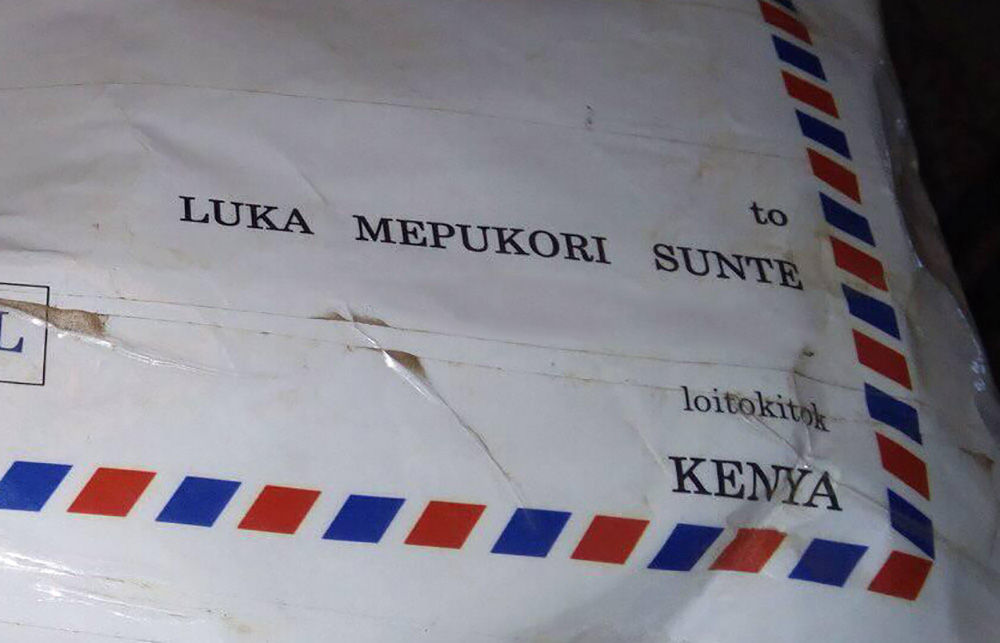 to
LUKA MEPUKORI SUNTE
L
loitokitok
KENYA